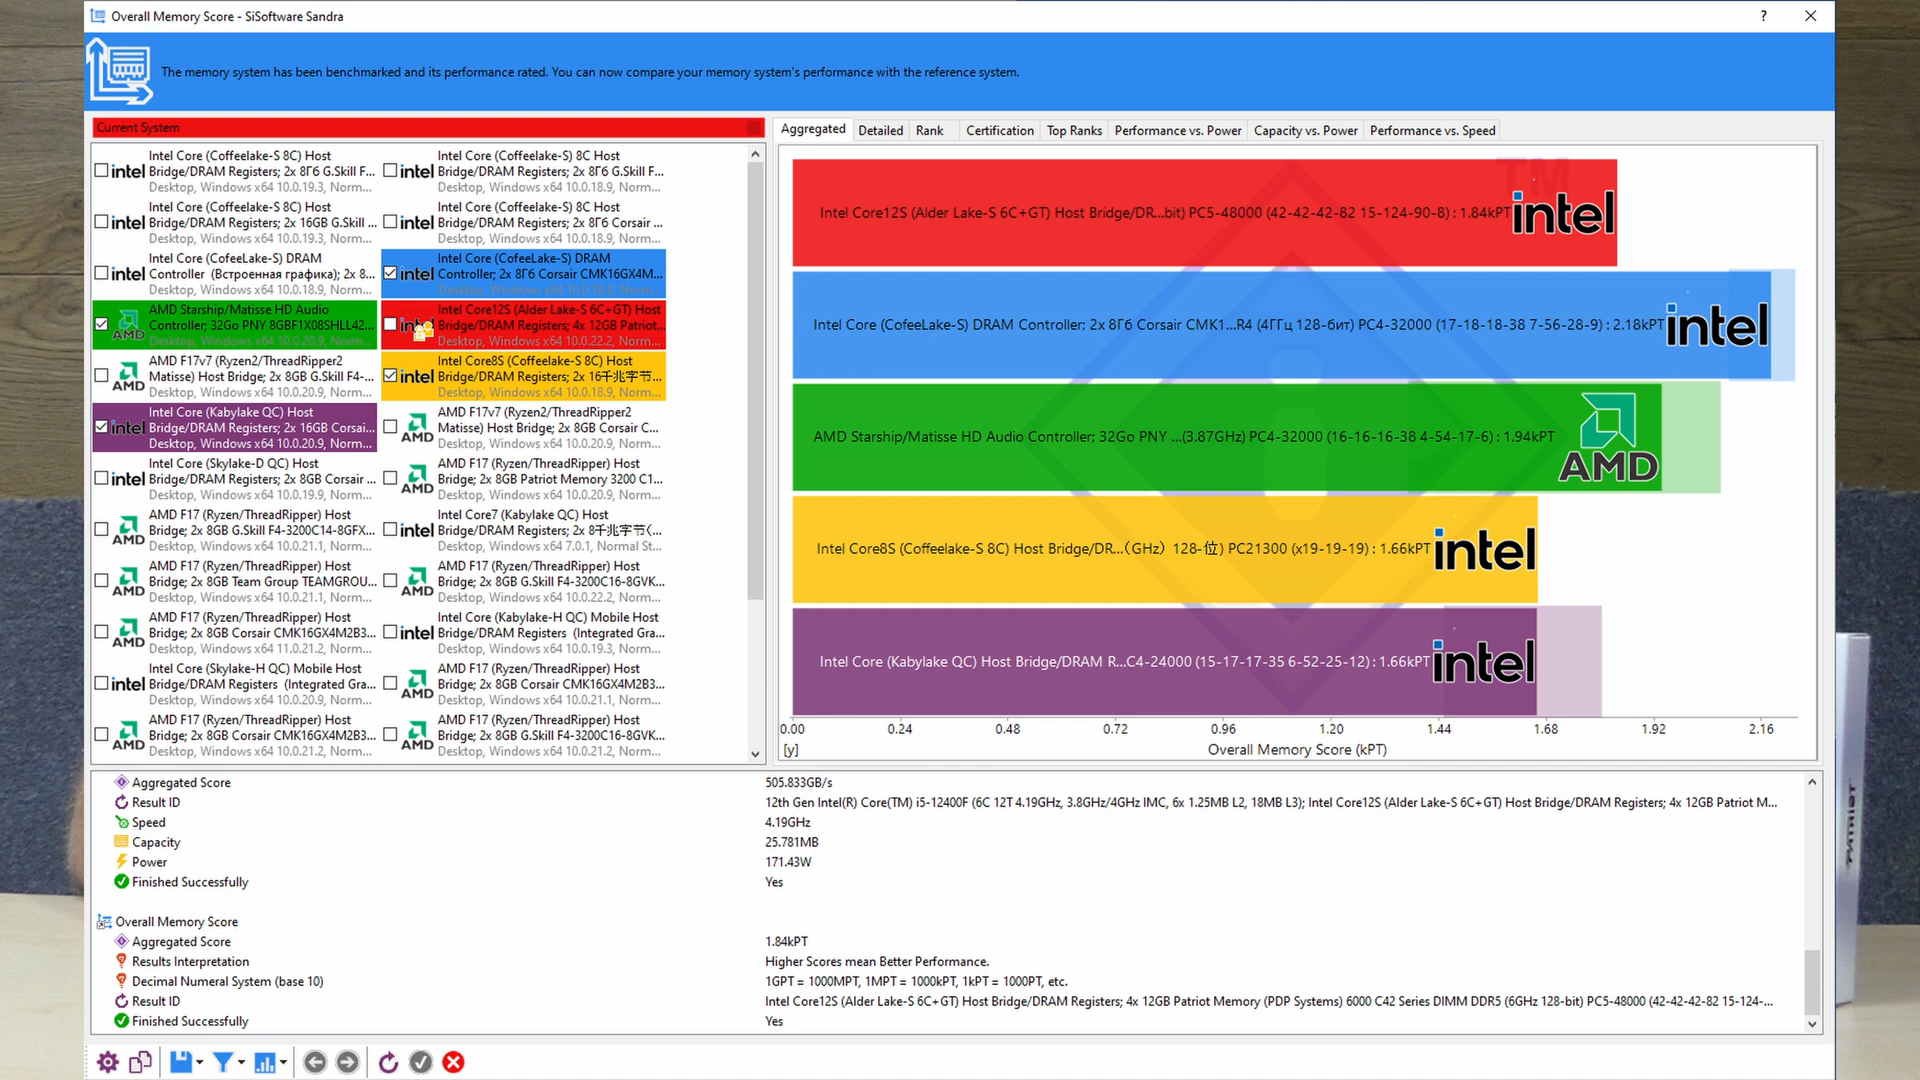 Overall Memory Score - SiSoftware Sandra
?
The memory system has been benchmarked and its performance rated. You can now compare your memory system's performance with the reference system.
Current System
Intel Core (Coffeelake-S 8C) Host
Bridge/DRAM Registers; 2x 8Гб G.Skill F...
Desktop, Windows x64 10.0.19.3, Norm...
Intel Core (Coffeelake-S) 8C Host
Bridge/DRAM Registers; 2x 8Гб G.Skill F...
Desktop, Windows x64 10.0.18.9, Norm...
Intel Core (Coffeelake-S 8C) Host
Bridge/DRAM Registers; 2x 16GB G.Skill ...
Desktop, Windows x64 10.0.19.3, Norm...
Intel Core (Coffeelake-S) 8C Host
Bridge/DRAM Registers; 2x 8Гб Corsair ...
Desktop, Windows x64 10.0.18.9, Norm...
Intel Core (CofeeLake-S) DRAM
Controller (Встроенная графика); 2x 8...
Desktop, Windows x64 10.0.18.9, Norm...
Intel Core (CofeeLake-S) DRAM
Controller; 2x 8Гб Corsair CMK16GX4M...
Desktop, Windows x64 10.0.18.9, Norm...
AMD Starship/Matisse HD Audio
Controller; 32Go PNY 8GBF1X08SHLL42...
Desktop, Windows x64 10.0.20.9, Norm...
Intel Core12S (Alder Lake-S 6C+GT) Host
Bridge/DRAM Registers; 4x 12GB Patriot...
Desktop, Windows x64 10.0.22.2, Norm...
AMD F17v7 (Ryzen2/ThreadRipper2
Matisse) Host Bridge; 2x 8GB G.Skill F4-...
Desktop, Windows x64 10.0.20.9, Norm...
Intel Core8S (Coffeelake-S 8C) Host
Bridge/DRAM Registers; 2x 16千兆字节...
Desktop, Windows x64 10.0.18.9, Norm...
Intel Core (Kabylake QC) Host
Bridge/DRAM Registers; 2x 16GB Corsai...
Desktop, Windows x64 10.0.20.9, Norm...
AMD F17v7 (Ryzen2/ThreadRipper2
Matisse) Host Bridge; 2x 8GB Corsair C...
Desktop, Windows x64 10.0.20.9, Norm...
Intel Core (Skylake-D QC) Host
Bridge/DRAM Registers; 2x 8GB Corsair ...
Desktop, Windows x64 10.0.19.9, Norm...
AMD F17 (Ryzen/ThreadRipper) Host
Bridge; 2x 8GB Patriot Memory 3200 C1...
Desktop, Windows x64 10.0.20.9, Norm...
AMD F17 (Ryzen/ThreadRipper) Host
Bridge; 2x 8GB G.Skill F4-3200C14-8GFX...
Desktop, Windows x64 10.0.21.1, Norm...
Intel Core7 (Kabylake QC) Host
Bridge/DRAM Registers; 2x 8千兆字节(...
Desktop, Windows x64 7.0.1, Normal St...
AMD F17 (Ryzen/ThreadRipper) Host
Bridge; 2x 8GB Team Group TEAMGROU...
Desktop, Windows x64 10.0.21.1, Norm...
AMD F17 (Ryzen/ThreadRipper) Host
Bridge; 2x 8GB G.Skill F4-3200C16-8GVK...
Desktop, Windows x64 10.0.22.2, Norm...
AMD F17 (Ryzen/ThreadRipper) Host
Bridge; 2x 8GB Corsair CMK16GX4M2B3...
Desktop, Windows x64 11.0.21.2, Norm...
Intel Core (Kabylake-H QC) Mobile Host
Bridge/DRAM Registers (Integrated Gra...
Desktop, Windows x64 10.0.19.3, Norm...
Intel Core (Skylake-H QC) Mobile Host
Bridge/DRAM Registers (Integrated Gra...
Desktop, Windows x64 10.0.20.9, Norm...
AMD F17 (Ryzen/ThreadRipper) Host
Bridge; 2x 8GB Corsair CMK16GX4M2B3...
Desktop, Windows x64 10.0.21.1, Norm...
AMD F17 (Ryzen/ThreadRipper) Host
Bridge; 2x 8GB Corsair CMK16GX4M2B3...
Desktop, Windows x64 10.0.21.2, Norm...
AMD F17 (Ryzen/ThreadRipper) Host
Bridge; 2x 8GB G.Skill F4-3200C16-8GVK...
Desktop, Windows x64 10.0.21.2, Norm...
Aggregated Detailed Rank Certification Top Ranks Performance vs. Power Capacity vs. Power Performance vs. Speed
TM
Intel Core12S (Alder Lake-S 6C+GT) Host Bridge/DR...bit) PC5-48000 (42-42-42-82 15-124-90-8) : 1.84kPT intel
Intel Core (CofeeLake-S) DRAM Controller; 2x 8Гб Corsair CMK1...R4 (4ГГц 128-бит) PC4-32000 (17-18-18-38 7-56-28-9) : 2.18kPT intel
AMD Starship/Matisse HD Audio Controller; 32Go PNY ...(3.87GHz) PC4-32000 (16-16-16-38 4-54-17-6) : 1.94kPT AMD
Intel Core8S (Coffeelake-S 8C) Host Bridge/DR...(GHz) 128-位) PC21300 (x19-19-19) : 1.66kPT intel
Intel Core (Kabylake QC) Host Bridge/DRAM R...C4-24000 (15-17-17-35 6-52-25-12) : 1.66kPT intel
0.00 0.24 0.48 0.72 0.96 1.20 1.44 1.68 1.92 2.16
[y] Overall Memory Score (kPT)
Aggregated Score 505.833GB/s
Result ID 12th Gen Intel(R) Core(TM) i5-12400F (6C 12T 4.19GHz, 3.8GHz/4GHz IMC, 6x 1.25MB L2, 18MB L3); Intel Core12S (Alder Lake-S 6C+GT) Host Bridge/DRAM Registers; 4x 12GB Patriot M...
Speed 4.19GHz
Capacity 25.781MB
Power 171.43W
Finished Successfully Yes
Overall Memory Score
Aggregated Score 1.84kPT
Results Interpretation Higher Scores mean Better Performance.
Decimal Numeral System (base 10) 1GPT = 1000MPT, 1MPT = 1000kPT, 1kPT = 1000PT, etc.
Result ID Intel Core12S (Alder Lake-S 6C+GT) Host Bridge/DRAM Registers; 4x 12GB Patriot Memory (PDP Systems) 6000 C42 Series DIMM DDR5 (6GHz 128-bit) PC5-48000 (42-42-42-82 15-124-...
Finished Successfully Yes
PATRIOT